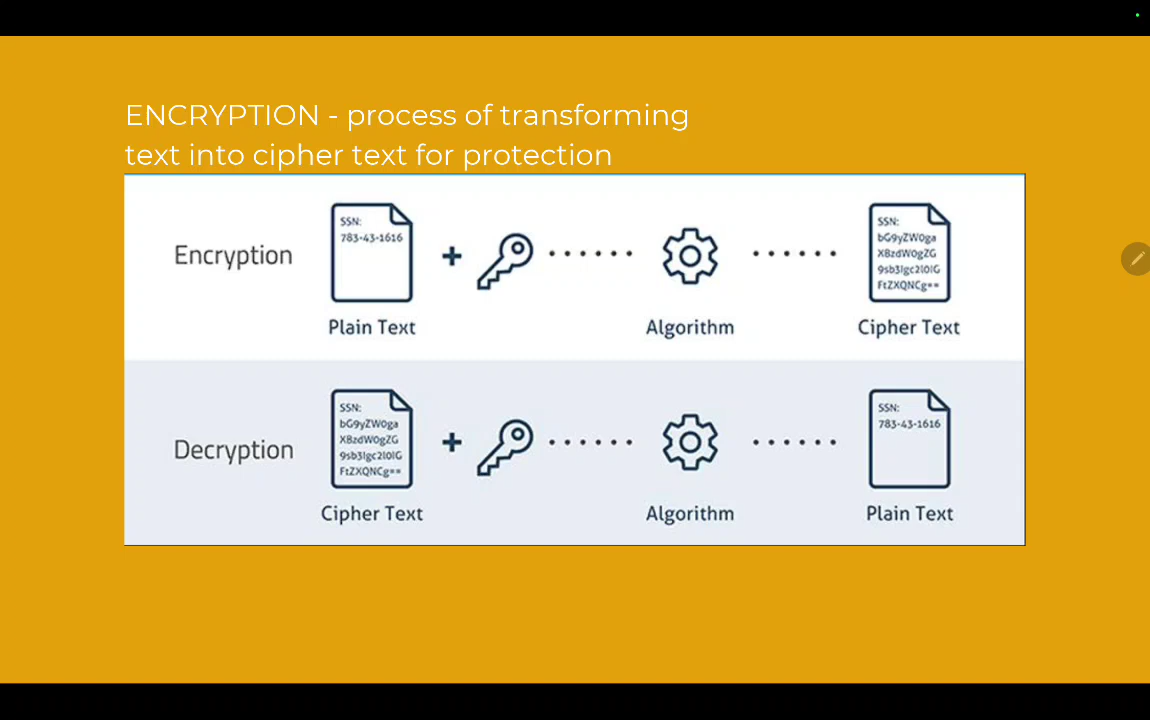 ENCRYPTION - process of transforming
text into cipher text for protection
Encryption
SSN:
783-43-1616
Plain Text
Algorithm
SSN:
bG9yZW0ga
XBzdW0gZG
9sb3Igc2l0IG
FtZXQNCg==
Cipher Text
Decryption
SSN:
bG9yZW0ga
XBzdW0gZG
9sb3Igc2l0IG
FtZXQNCg==
Cipher Text
Algorithm
SSN:
783-43-1616
Plain Text